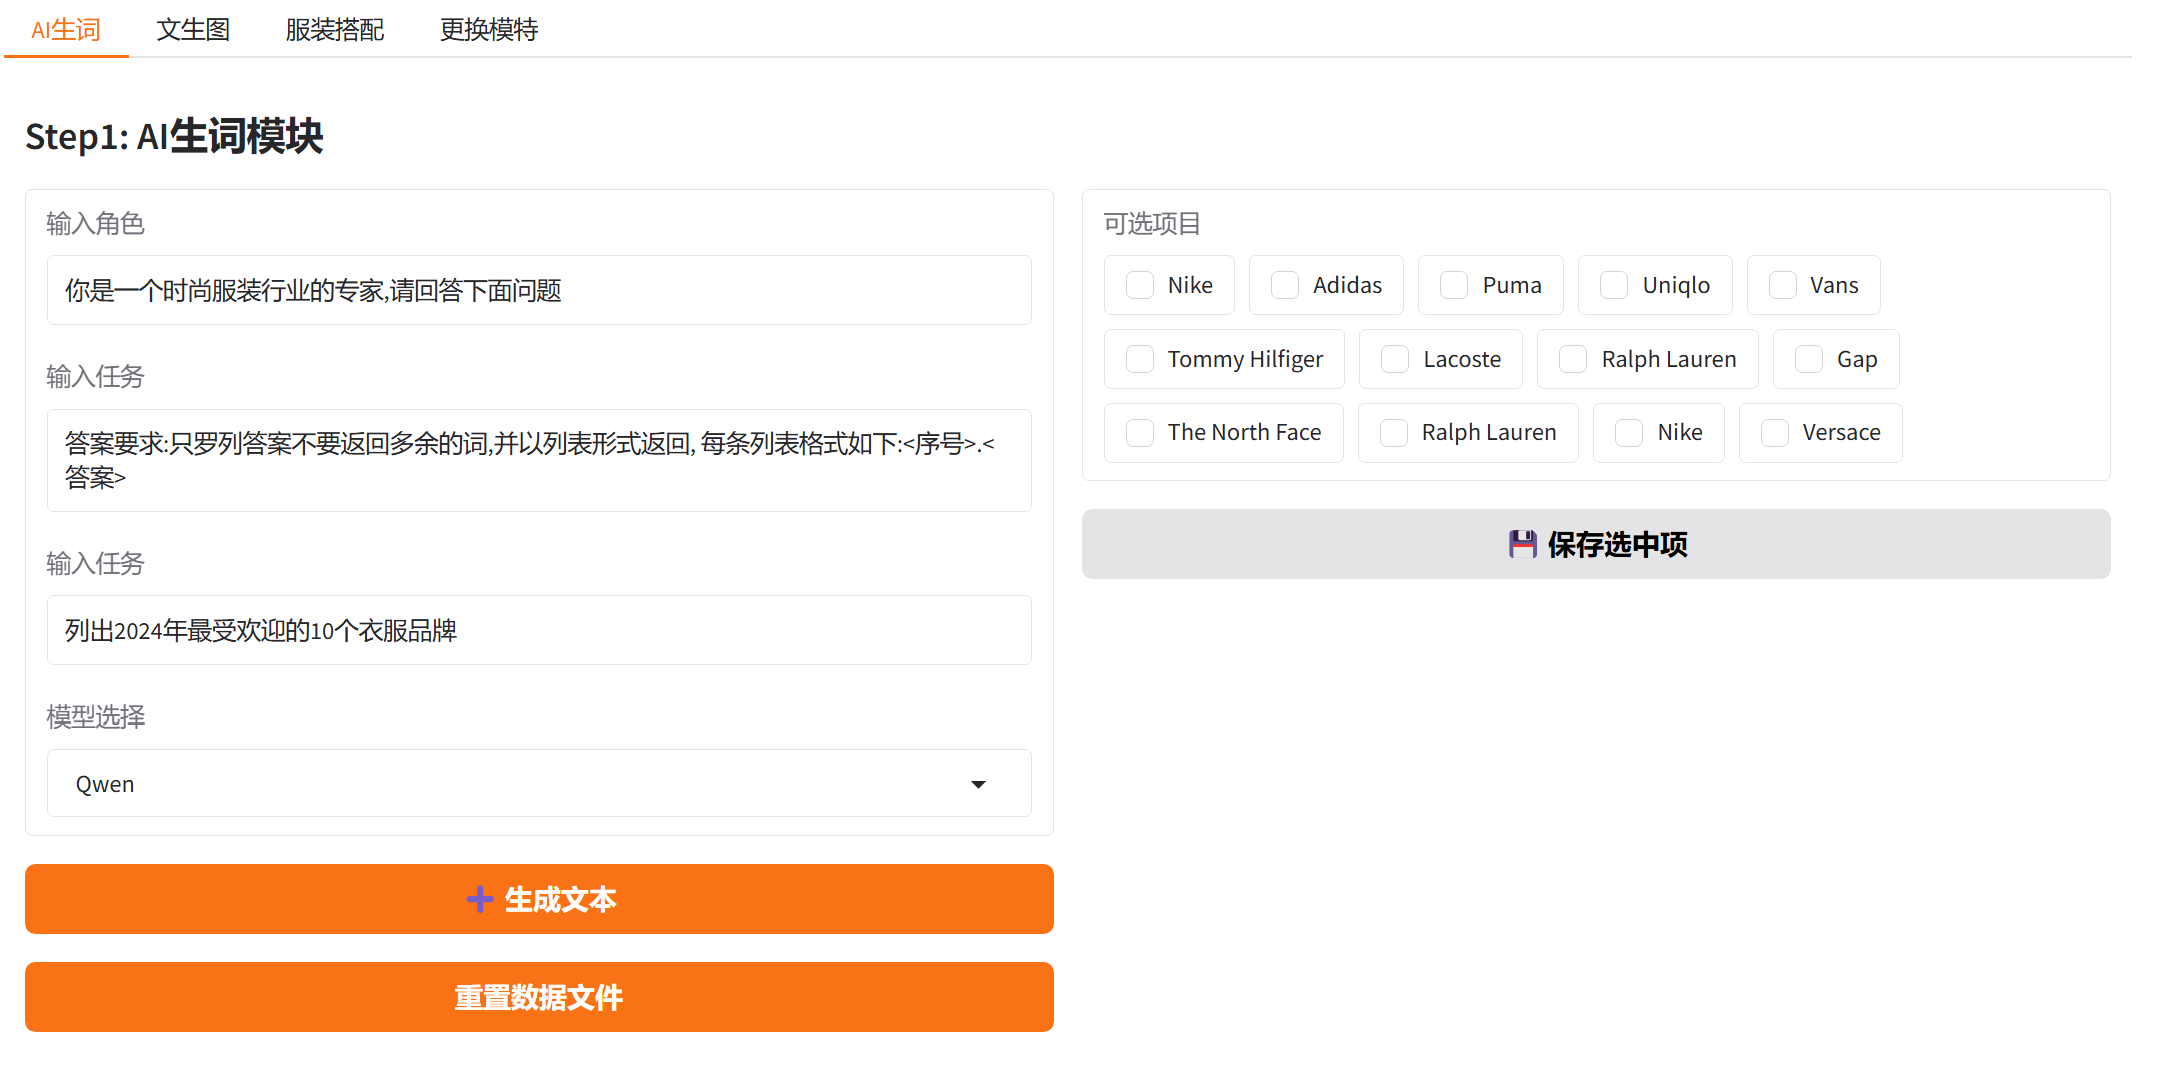 AI生词 文生图 服装搭配 更换模特
Step1: AI生词模块
输入角色
你是一个时尚服装行业的专家,请回答下面问题
输入任务
答案要求:只罗列答案不要返回多余的词,并以列表形式返回, 每条列表格式如下:<序号>.<
答案>
输入任务
列出2024年最受欢迎的10个衣服品牌
模型选择
Qwen
生成文本
重置数据文件
可选项目
Nike Adidas Puma Uniqlo Vans
Tommy Hilfiger Lacoste Ralph Lauren Gap
The North Face Ralph Lauren Nike Versace
保存选中项